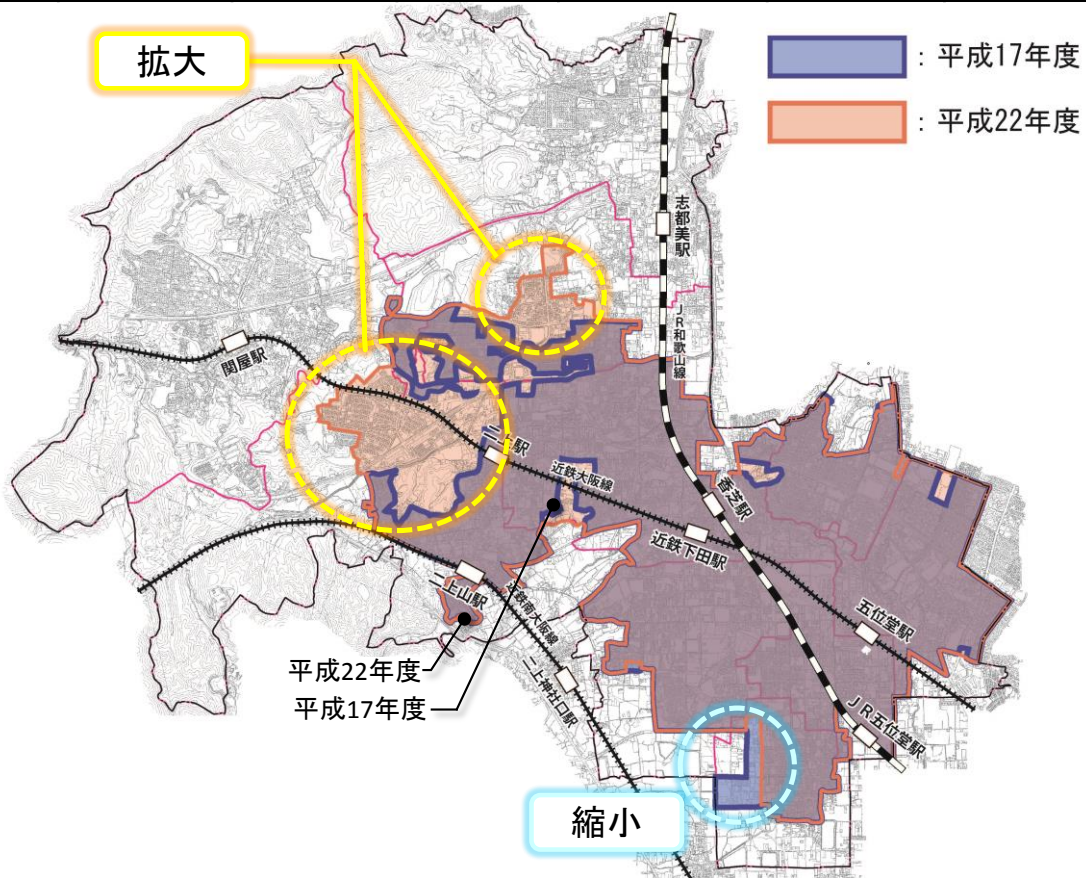 拡大
: 平成17年度
: 平成22年度
志都美駅
JR和歌山線
関屋駅
二上駅
近鉄大阪線
香芝駅
近鉄下田駅
二上山駅
近鉄南大阪線
五位堂駅
平成22年度
平成17年度
二上神社口駅
JR五位堂駅
縮小